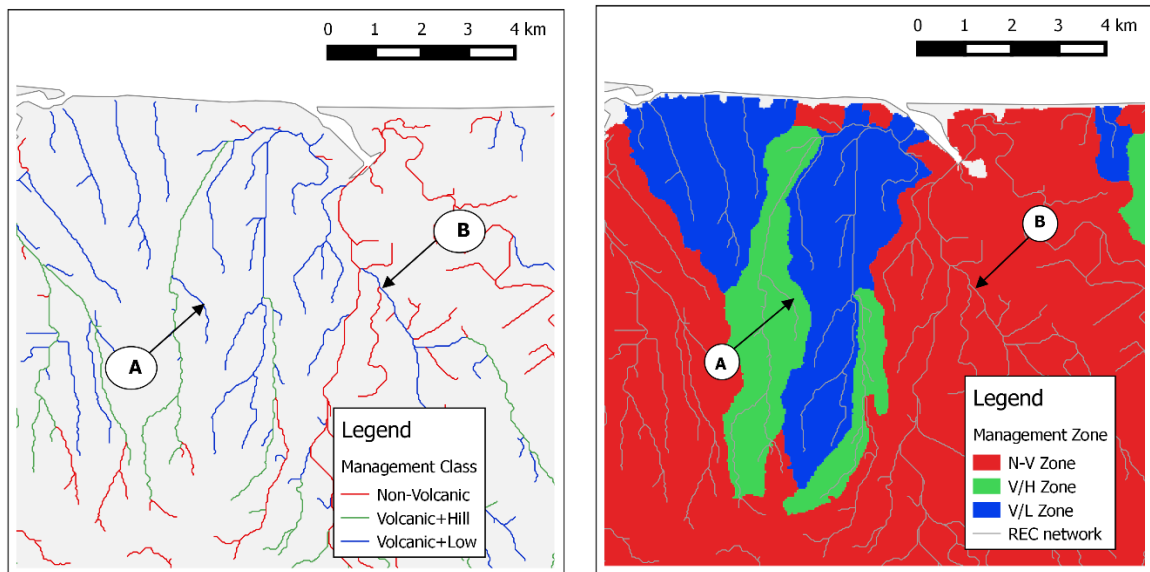 0 1 2 3 4 km
B
A
Legend
Management Class
Non-Volcanic
Volcanic+Hill
Volcanic+Low
0 1 2 3 4 km
B
A
Legend
Management Zone
N-V Zone
V/H Zone
V/L Zone
REC network